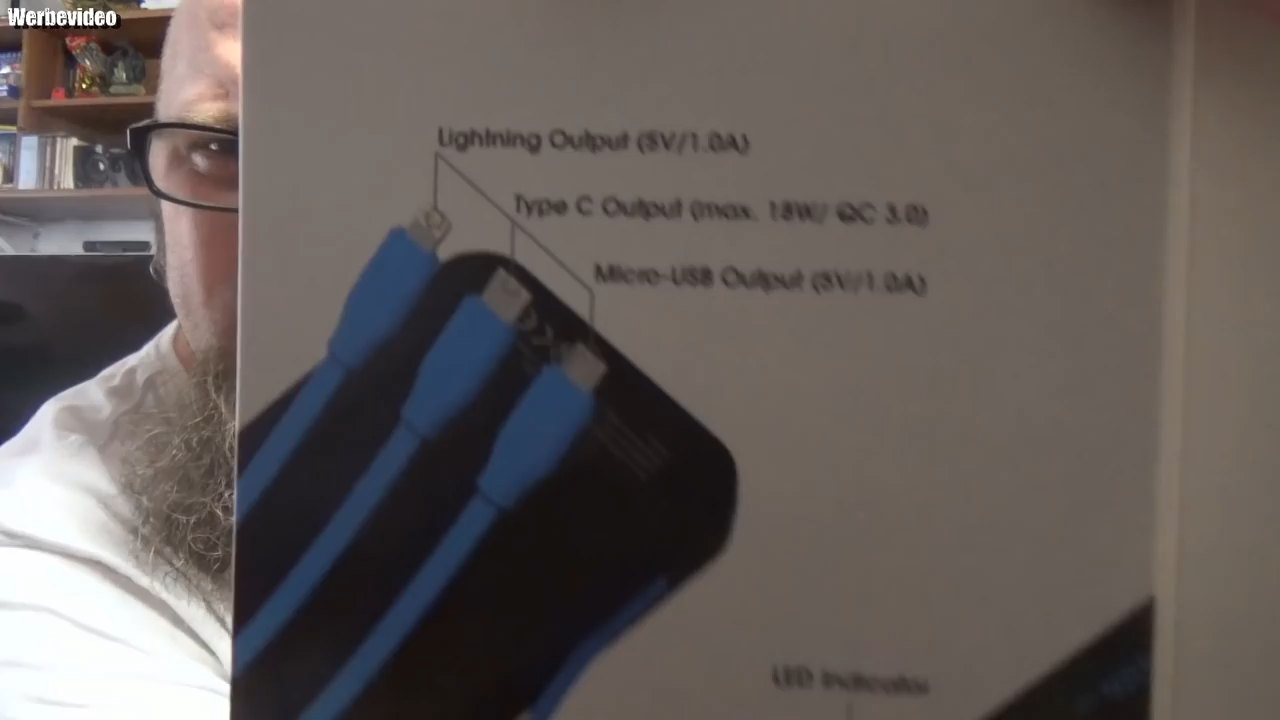 Werbevideo
Lightning Output (5V/1.0A)
Type C Output (max. 18W/ QC 3.0)
Micro-USB Output (5V/1.0A)
LED Indicator